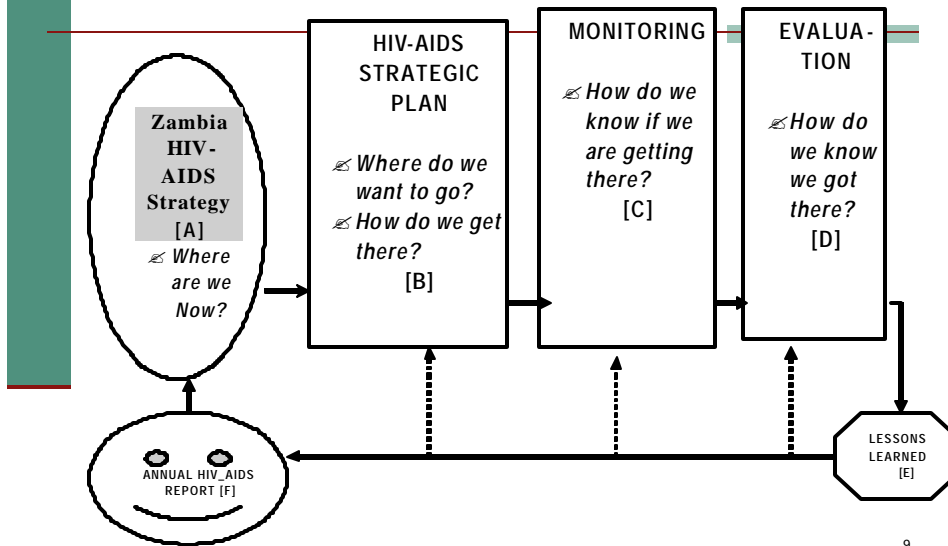 Zambia
HIV-
AIDS
Strategy
[A]
Where
are we
Now?
HIV-AIDS
STRATEGIC
PLAN
Where do we
want to go?
How do we get
there?
[B]
MONITORING
How do we
know if we
are getting
there?
[C]
EVALUA-
TION
How do
we know
we got
there?
[D]
LESSONS
LEARNED
[E]
ANNUAL HIV_AIDS
REPORT [F]
9